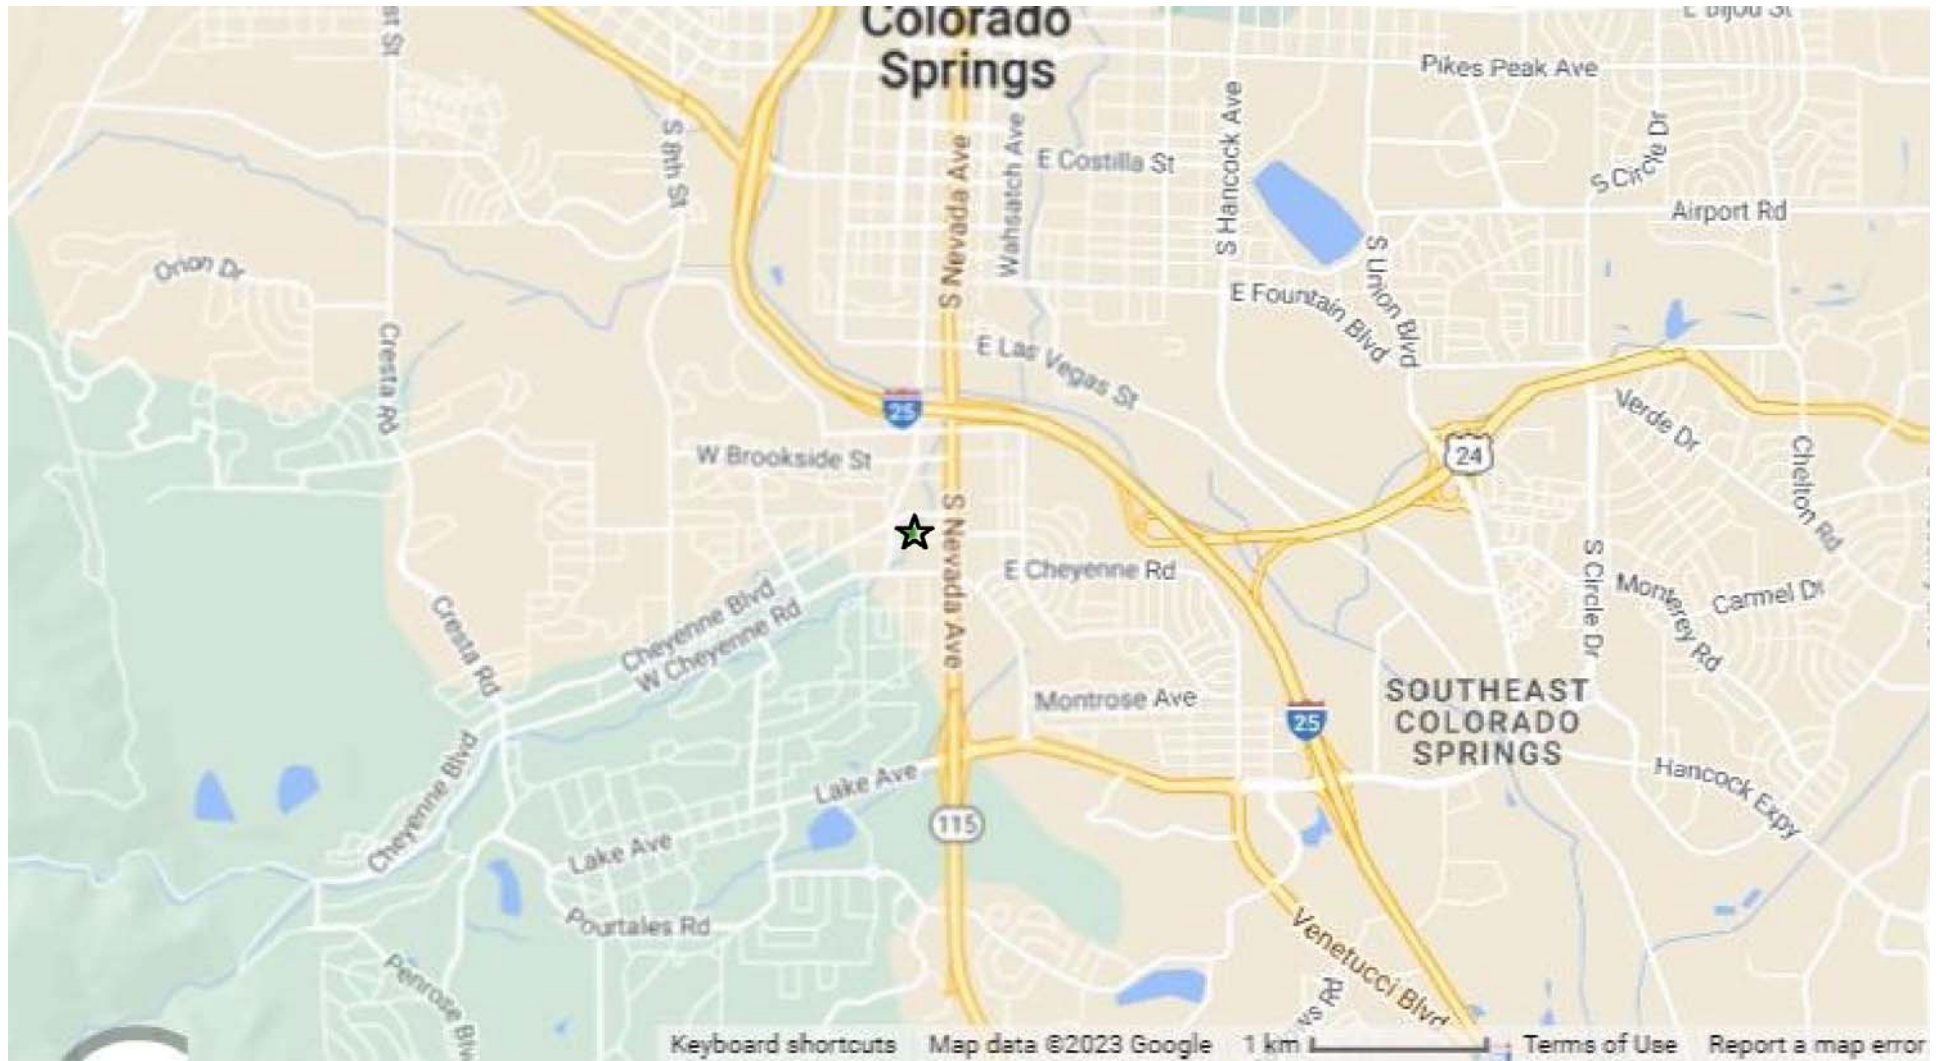 Colorado
Springs
E Bijou St
Pikes Peak Ave
S 8th St
S Nevada Ave
Wahsatch Ave
E Costilla St
S Hancock Ave
S Circle Dr
Airport Rd
Orion Dr
S Union Blvd
E Fountain Blvd
Cresta Rd
E Las Vegas St
25
Verde Dr
W Brookside St
24
Chelton Rd
S Nevada Ave
E Cheyenne Rd
S Circle Dr
Monterey Rd
Carmel Dr
Cresta Rd
Cheyenne Blvd
W Cheyenne Rd
Montrose Ave
25
SOUTHEAST
COLORADO
SPRINGS
Cheyenne Blvd
Lake Ave
Hancock Expy
115
Lake Ave
Pourtales Rd
Venetucci Blvd
Penrose Blv
Keyboard shortcuts
Map data ©2023 Google
1 km
Terms of Use
Report a map error